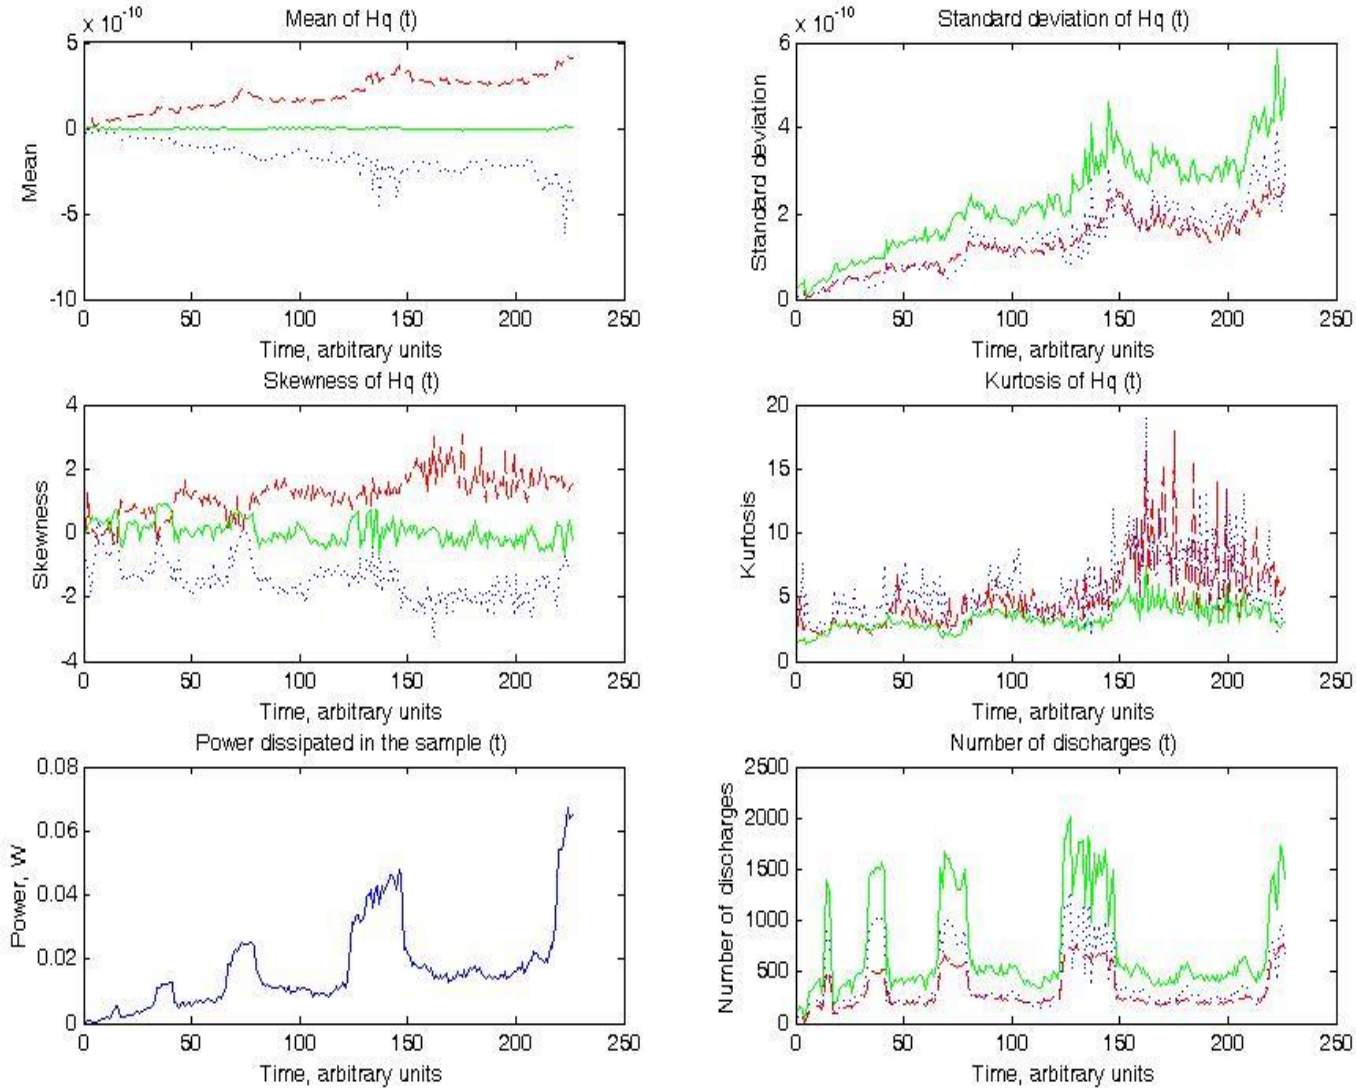 x 10^-10
Mean of Hq (t)
5
0
-5
-10
Mean
0 50 100 150 200 250
Time, arbitrary units
x 10^-10
Standard deviation of Hq (t)
6
4
2
0
Standard deviation
0 50 100 150 200 250
Time, arbitrary units
Skewness of Hq (t)
4
2
0
-2
-4
Skewness
0 50 100 150 200 250
Time, arbitrary units
Kurtosis of Hq (t)
20
15
10
5
0
Kurtosis
0 50 100 150 200 250
Time, arbitrary units
Power dissipated in the sample (t)
0.08
0.06
0.04
0.02
0
Power, W
0 50 100 150 200 250
Time, arbitrary units
Number of discharges (t)
2500
2000
1500
1000
500
0
Number of discharges
0 50 100 150 200 250
Time, arbitrary units